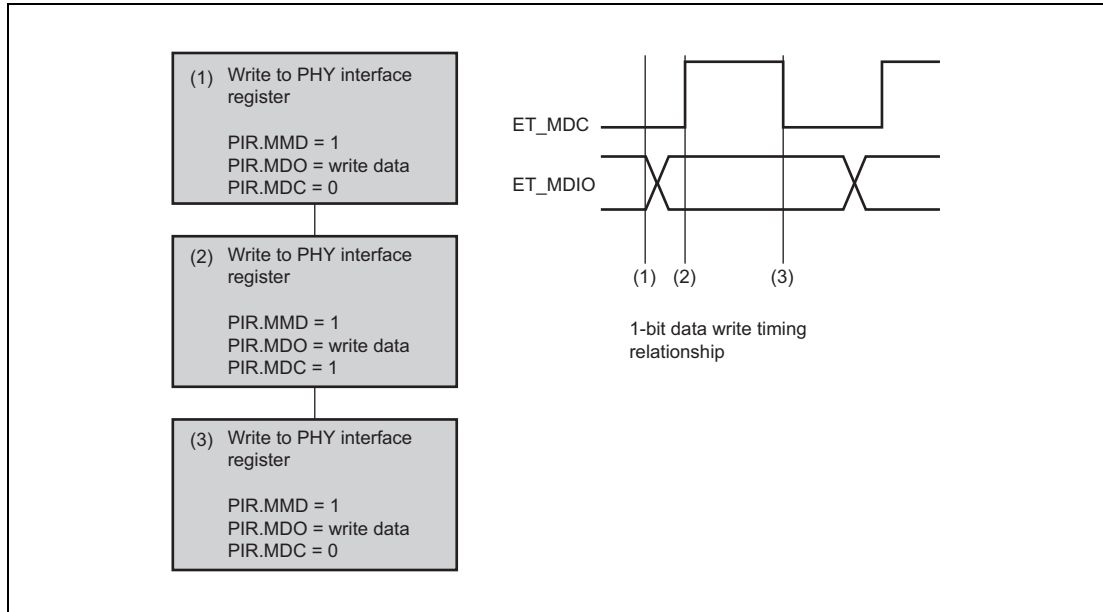 (1) Write to PHY interface
register
PIR.MMD = 1
PIR.MDO = write data
PIR.MDC = 0
(2) Write to PHY interface
register
PIR.MMD = 1
PIR.MDO = write data
PIR.MDC = 1
(3) Write to PHY interface
register
PIR.MMD = 1
PIR.MDO = write data
PIR.MDC = 0
ET_MDC
ET_MDIO
(1) (2) (3)
1-bit data write timing
relationship